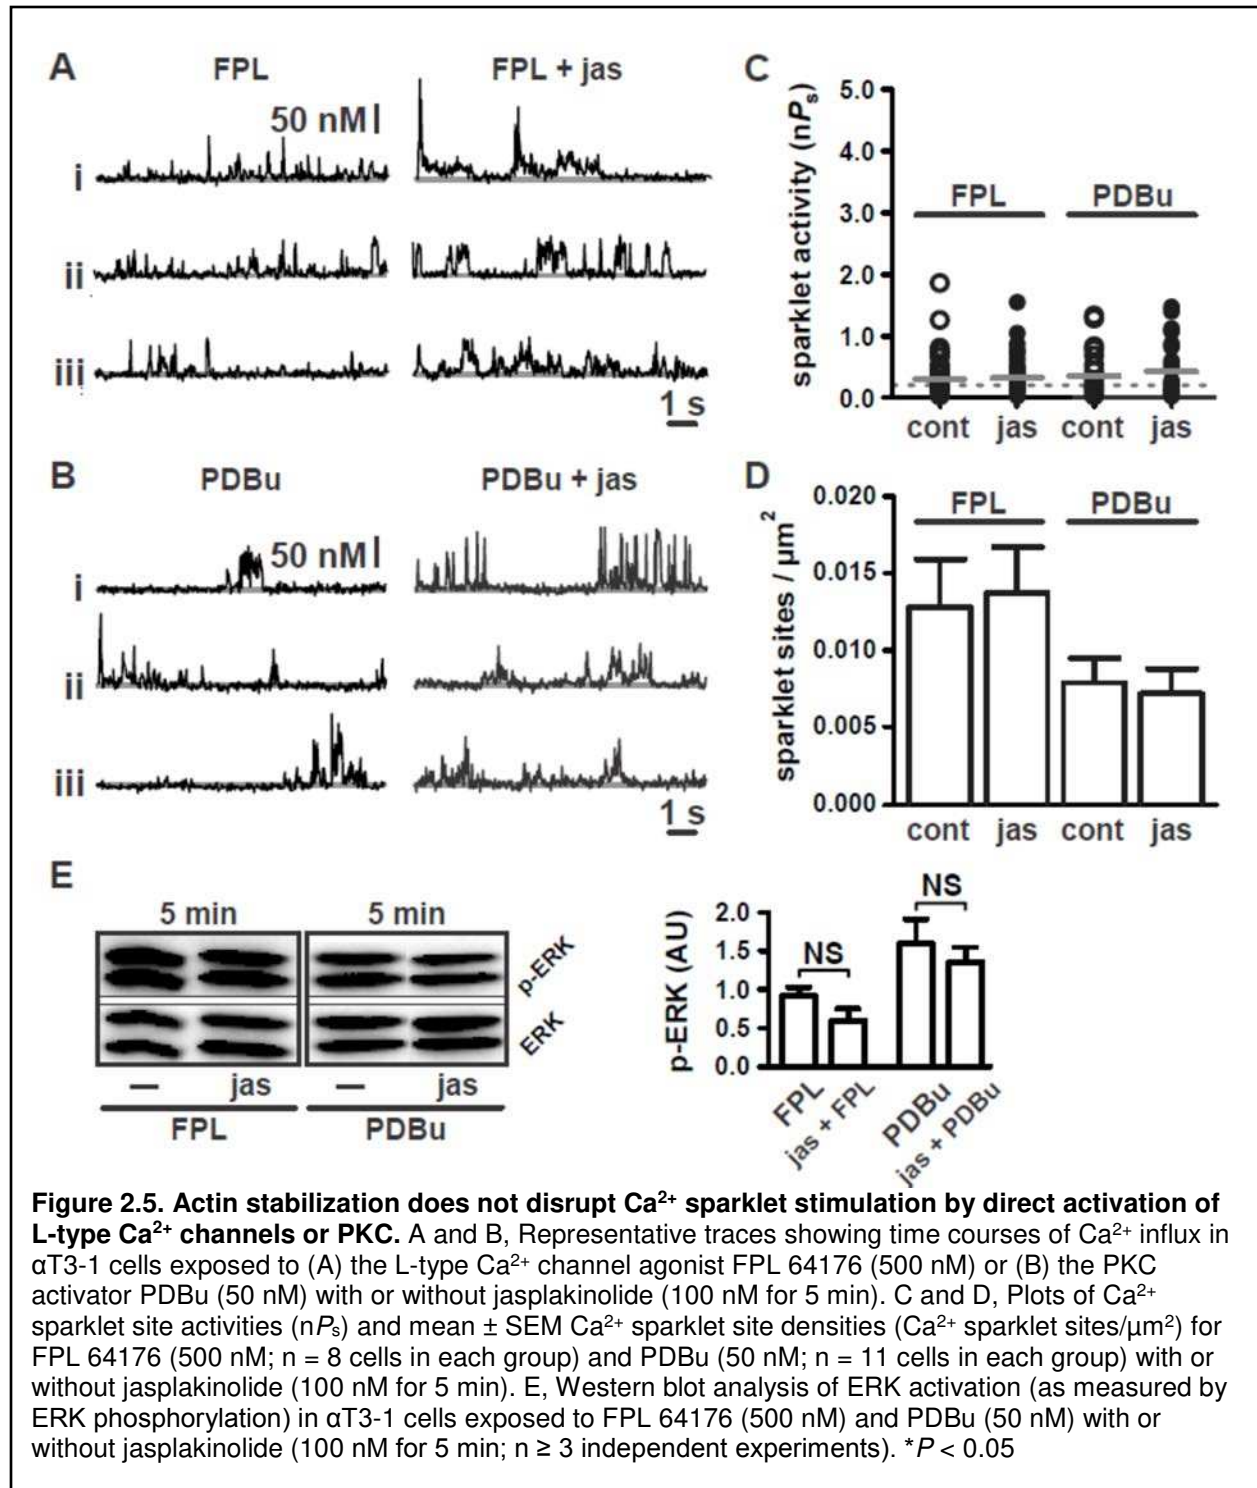 A
FPL
FPL + jas
50 nM
i
ii
iii
1 s
B
PDBu
PDBu + jas
50 nM
i
ii
iii
1 s
C
sparklet activity (nPs)
5.0
4.0
3.0
2.0
1.0
0.0
FPL
PDBu
cont jas cont jas
D
sparklet sites / µm²
0.020
0.015
0.010
0.005
0.000
FPL
PDBu
cont jas cont jas
E
5 min
5 min
p-ERK
ERK
— jas — jas
FPL
PDBu
p-ERK (AU)
2.0
1.5
1.0
0.5
0.0
NS
NS
FPL
jas + FPL
PDBu
jas + PDBu
Figure 2.5. Actin stabilization does not disrupt Ca²⁺ sparklet stimulation by direct activation of
L-type Ca²⁺ channels or PKC. A and B, Representative traces showing time courses of Ca²⁺ influx in
αT3-1 cells exposed to (A) the L-type Ca²⁺ channel agonist FPL 64176 (500 nM) or (B) the PKC
activator PDBu (50 nM) with or without jasplakinolide (100 nM for 5 min). C and D, Plots of Ca²⁺
sparklet site activities (nPs) and mean ± SEM Ca²⁺ sparklet site densities (Ca²⁺ sparklet sites/µm²) for
FPL 64176 (500 nM; n = 8 cells in each group) and PDBu (50 nM; n = 11 cells in each group) with or
without jasplakinolide (100 nM for 5 min). E, Western blot analysis of ERK activation (as measured by
ERK phosphorylation) in αT3-1 cells exposed to FPL 64176 (500 nM) and PDBu (50 nM) with or
without jasplakinolide (100 nM for 5 min; n ≥ 3 independent experiments). *P < 0.05